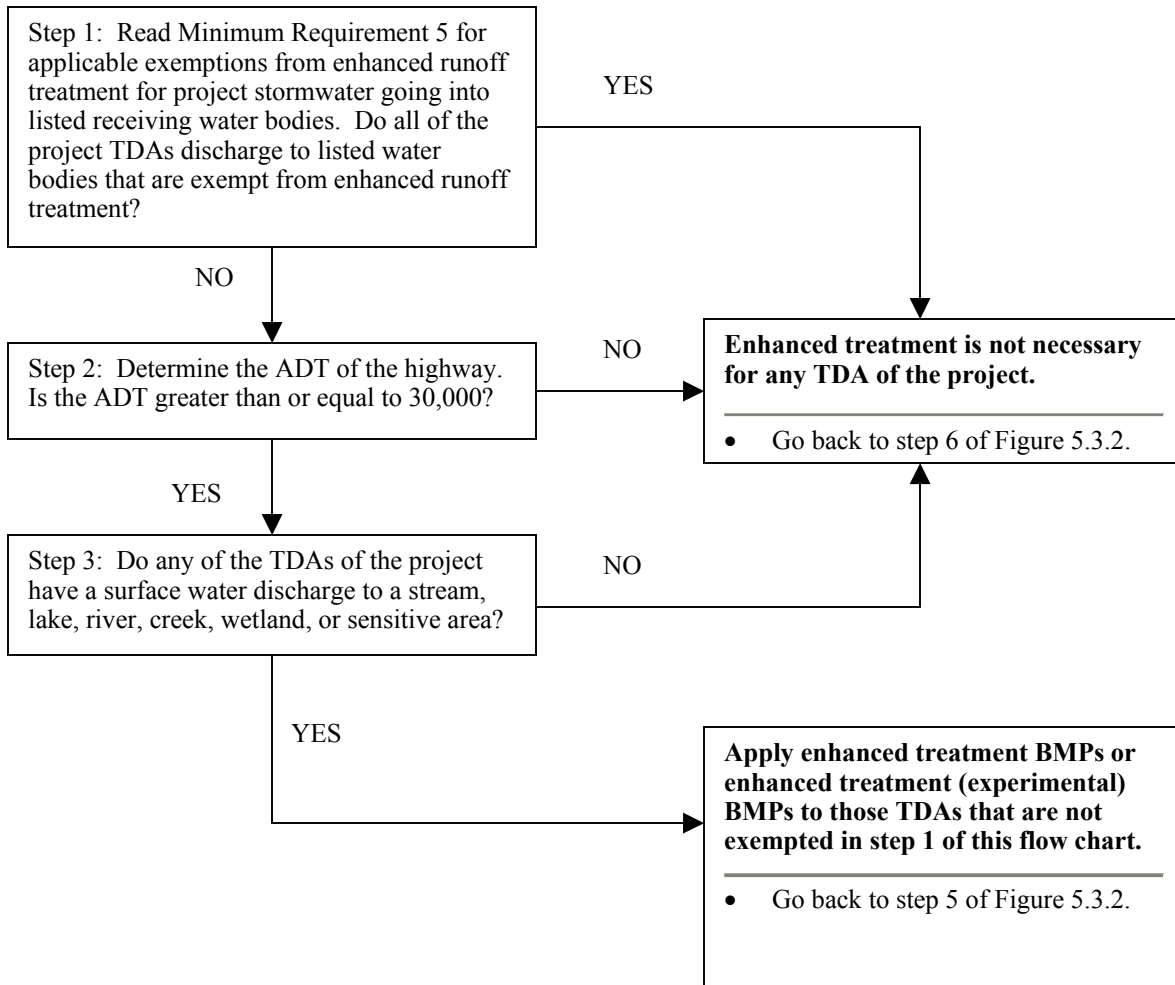 Step 1:  Read Minimum Requirement 5 for
applicable exemptions from enhanced runoff
treatment for project stormwater going into
listed receiving water bodies.  Do all of the
project TDAs discharge to listed water
bodies that are exempt from enhanced runoff
treatment?
YES
NO
Step 2:  Determine the ADT of the highway.
Is the ADT greater than or equal to 30,000?
NO
Enhanced treatment is not necessary
for any TDA of the project.
• Go back to step 6 of Figure 5.3.2.
YES
Step 3:  Do any of the TDAs of the project
have a surface water discharge to a stream,
lake, river, creek, wetland, or sensitive area?
NO
YES
Apply enhanced treatment BMPs or
enhanced treatment (experimental)
BMPs to those TDAs that are not
exempted in step 1 of this flow chart.
• Go back to step 5 of Figure 5.3.2.